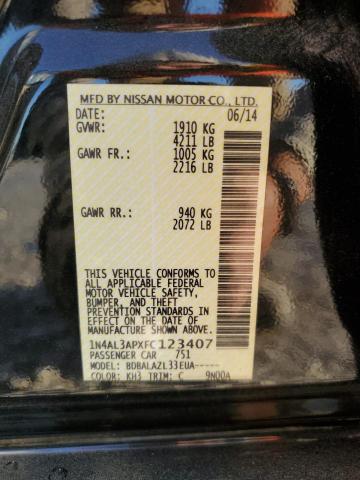 MFD BY NISSAN MOTOR CO., LTD.
DATE: 06/14
GVWR: 1910 KG
4211 LB
GAWR FR.: 1005 KG
2216 LB
GAWR RR.: 940 KG
2072 LB
THIS VEHICLE CONFORMS TO
ALL APPLICABLE FEDERAL
MOTOR VEHICLE SAFETY,
BUMPER, AND THEFT
PREVENTION STANDARDS
IN EFFECT ON THE DATE OF
MANUFACTURE SHOWN ABOVE.
1N4AL3APXFC123407
PASSENGER CAR 751
MODEL: BDBALAZL33EUA-----
COLOR: KH3 TRIM: C 9N00A